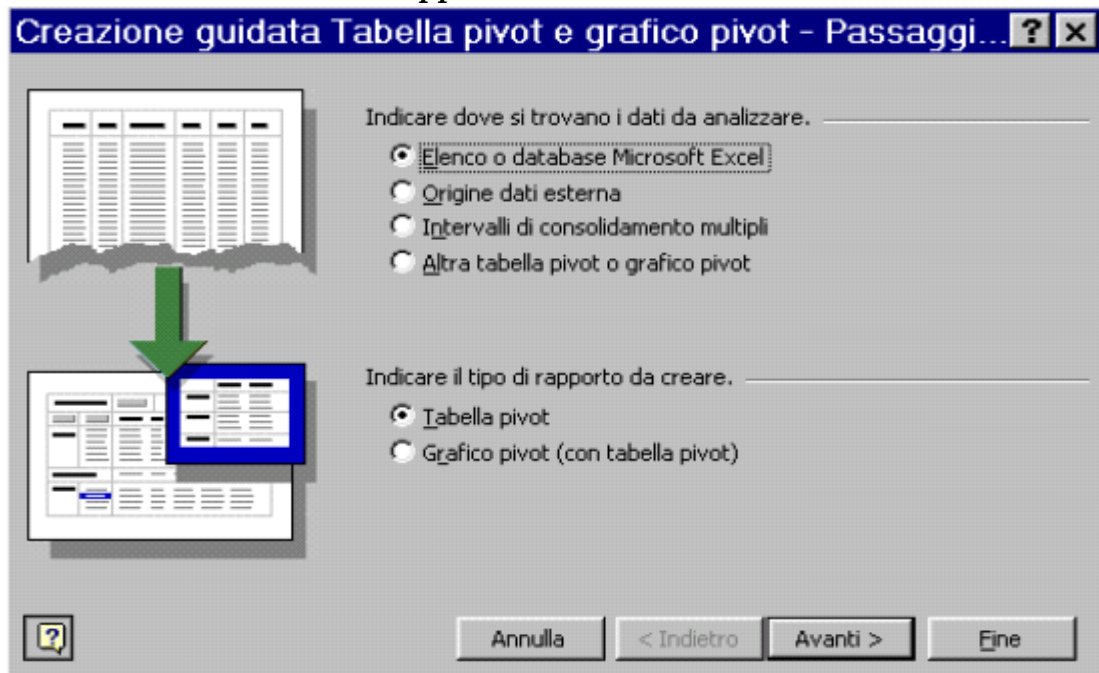 Creazione guidata Tabella pivot e grafico pivot - Passaggi...
Indicare dove si trovano i dati da analizzare.
Elenco o database Microsoft Excel
Origine dati esterna
Intervalli di consolidamento multipli
Altra tabella pivot o grafico pivot
Indicare il tipo di rapporto da creare.
Tabella pivot
Grafico pivot (con tabella pivot)
Annulla < Indietro Avanti > Fine